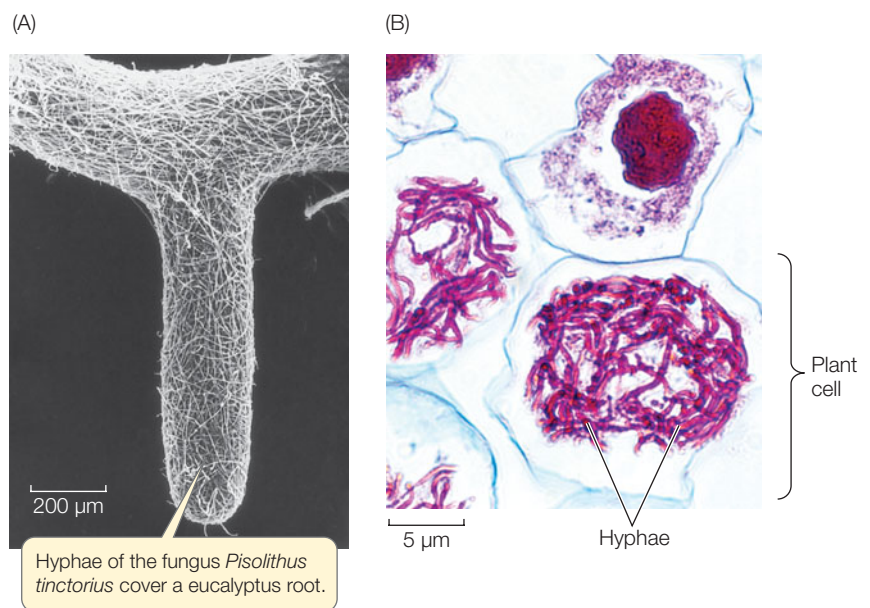 (A)
(B)
200 µm
Hyphae of the fungus Pisolithus
tinctorius cover a eucalyptus root.
5 µm
Hyphae
Plant
cell